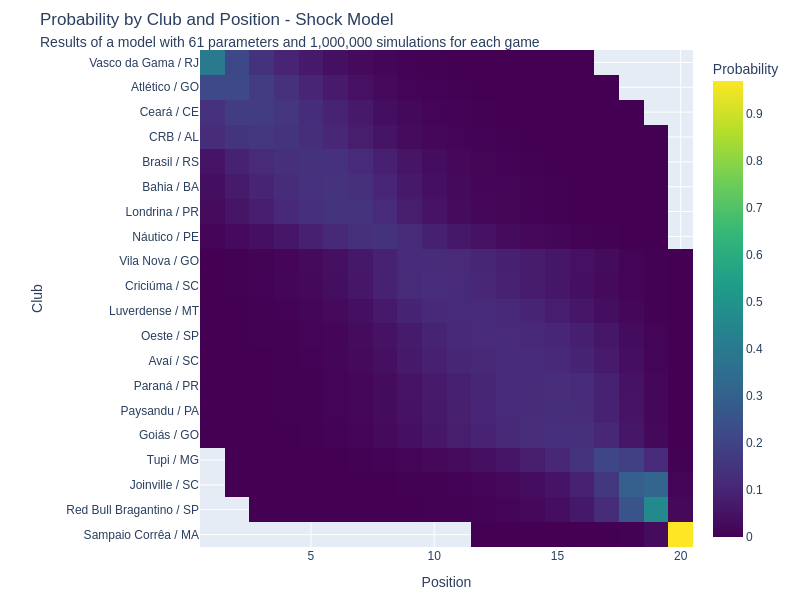 Probability by Club and Position - Shock Model
Results of a model with 61 parameters and 1,000,000 simulations for each game
Vasco da Gama / RJ
Atlético / GO
Ceará / CE
CRB / AL
Brasil / RS
Bahia / BA
Londrina / PR
Náutico / PE
Vila Nova / GO
Criciúma / SC
Luverdense / MT
Oeste / SP
Avaí / SC
Paraná / PR
Paysandu / PA
Goiás / GO
Tupi / MG
Joinville / SC
Red Bull Bragantino / SP
Sampaio Corrêa / MA
Club
5
10
15
20
Position
Probability
0.9
0.8
0.7
0.6
0.5
0.4
0.3
0.2
0.1
0